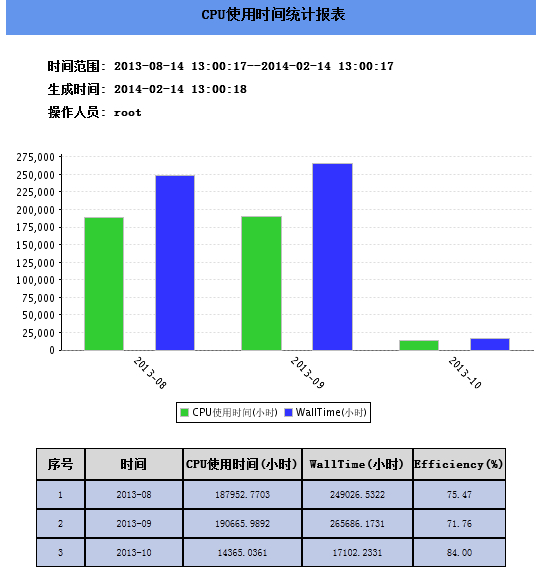 CPU使用时间统计报表
时间范围: 2013-08-14 13:00:17--2014-02-14 13:00:17
生成时间: 2014-02-14 13:00:18
操作人员: root
275,000
250,000
225,000
200,000
175,000
150,000
125,000
100,000
75,000
50,000
25,000
0
2013-08 2013-09 2013-10
CPU使用时间(小时) WallTime(小时)
序号 时间 CPU使用时间(小时) WallTime(小时) Efficiency(%)
1 2013-08 187952.7703 249026.5322 75.47
2 2013-09 190665.9892 265686.1731 71.76
3 2013-10 14365.0361 17102.2331 84.00